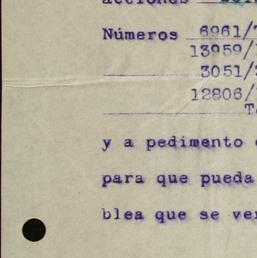 acciones
Números 6961/
13959/
3051/
12806/
y a pedimento
para que pueda
blea que se ve